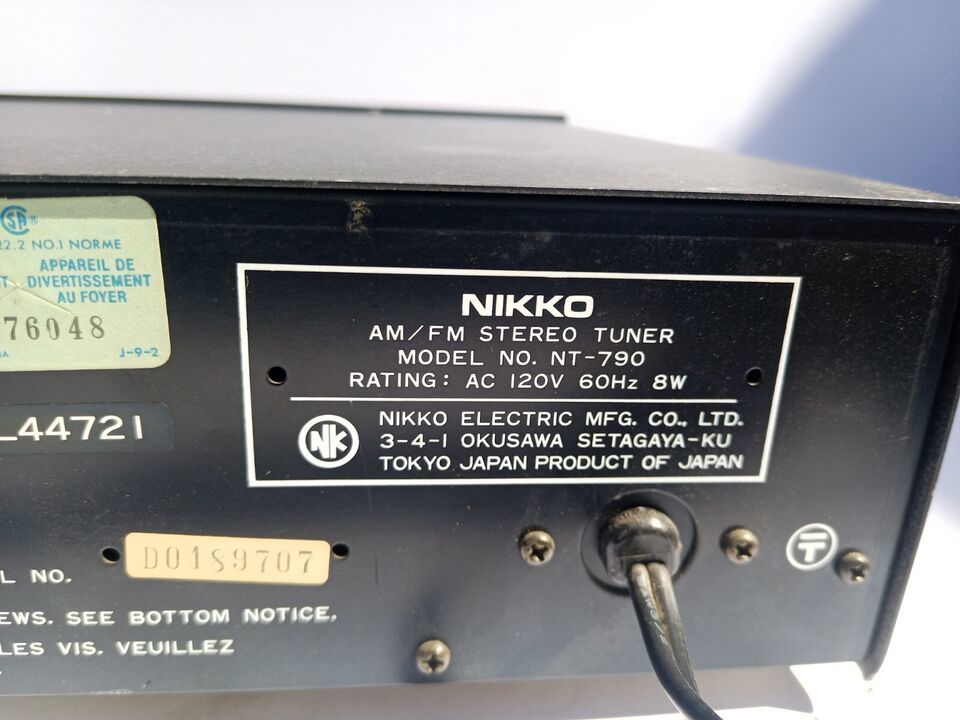 SA®
22.2 NO.1 NORME
APPAREIL DE
DIVERTISSEMENT
AU FOYER
76048
J-9-2
44721
NIKKO
AM/FM STEREO TUNER
MODEL NO. NT-790
RATING: AC 120V 60Hz 8W
NK
NIKKO ELECTRIC MFG. CO., LTD.
3-4-1 OKUSAWA SETAGAYA-KU
TOKYO JAPAN PRODUCT OF JAPAN
L NO.
D0489707
EWS. SEE BOTTOM NOTICE.
LES VIS. VEUILLEZ
T